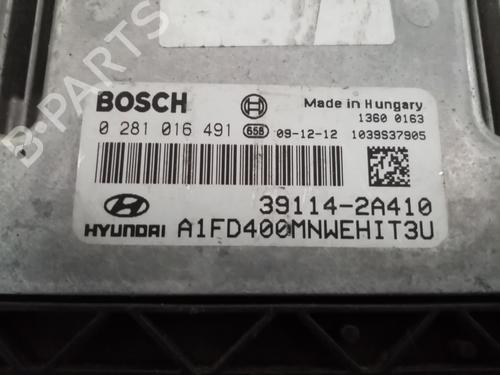 B-PARTS
BOSCH
Made in Hungary
1360 0163
0 281 016 491 65B 09-12-12 1039S37905
39114-2A410
HYUNDAI A1FD400MNWEHIT3U